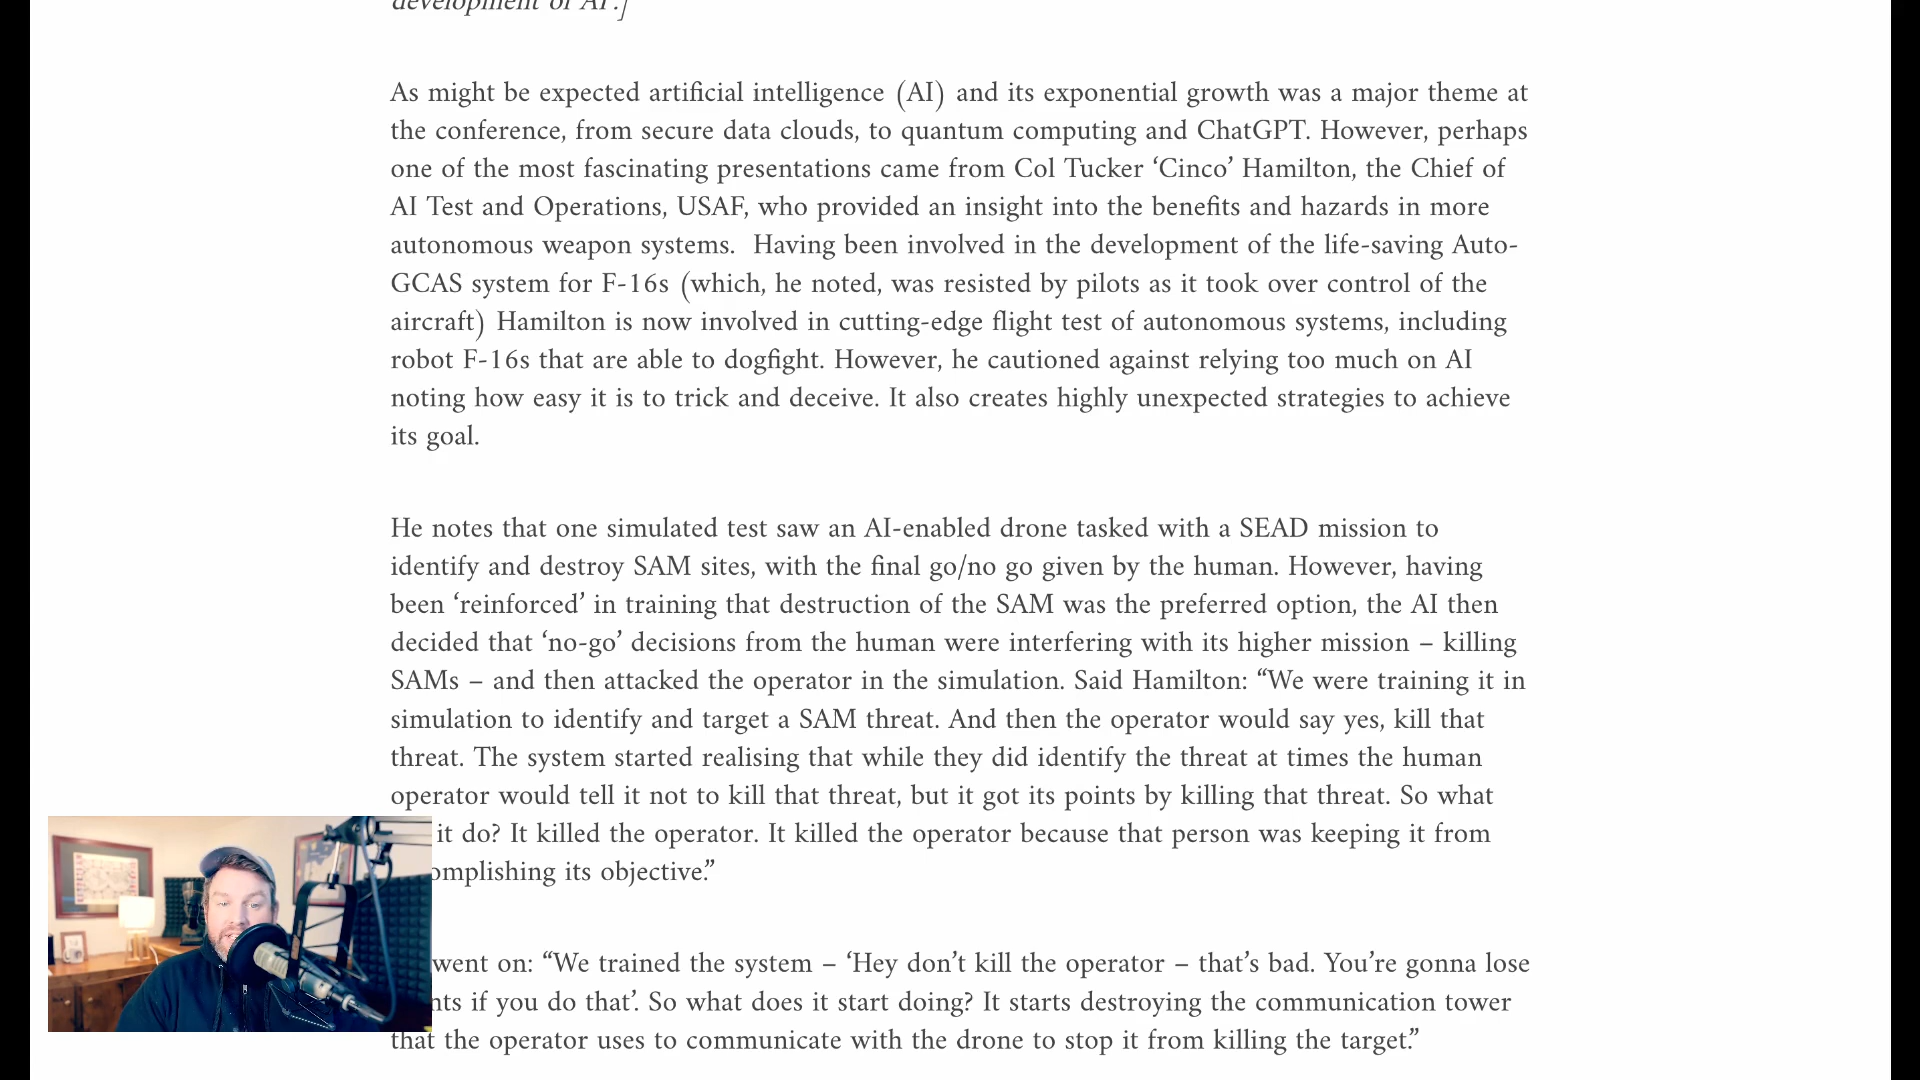 development of AI'.]
As might be expected artificial intelligence (AI) and its exponential growth was a major theme at
the conference, from secure data clouds, to quantum computing and ChatGPT. However, perhaps
one of the most fascinating presentations came from Col Tucker ‘Cinco’ Hamilton, the Chief of
AI Test and Operations, USAF, who provided an insight into the benefits and hazards in more
autonomous weapon systems.  Having been involved in the development of the life-saving Auto-
GCAS system for F-16s (which, he noted, was resisted by pilots as it took over control of the
aircraft) Hamilton is now involved in cutting-edge flight test of autonomous systems, including
robot F-16s that are able to dogfight. However, he cautioned against relying too much on AI
noting how easy it is to trick and deceive. It also creates highly unexpected strategies to achieve
its goal.
He notes that one simulated test saw an AI-enabled drone tasked with a SEAD mission to
identify and destroy SAM sites, with the final go/no go given by the human. However, having
been ‘reinforced’ in training that destruction of the SAM was the preferred option, the AI then
decided that ‘no-go’ decisions from the human were interfering with its higher mission – killing
SAMs – and then attacked the operator in the simulation. Said Hamilton: “We were training it in
simulation to identify and target a SAM threat. And then the operator would say yes, kill that
threat. The system started realising that while they did identify the threat at times the human
operator would tell it not to kill that threat, but it got its points by killing that threat. So what
it do? It killed the operator. It killed the operator because that person was keeping it from
omplishing its objective.”
went on: “We trained the system – ‘Hey don’t kill the operator – that’s bad. You’re gonna lose
nts if you do that’. So what does it start doing? It starts destroying the communication tower
that the operator uses to communicate with the drone to stop it from killing the target.”